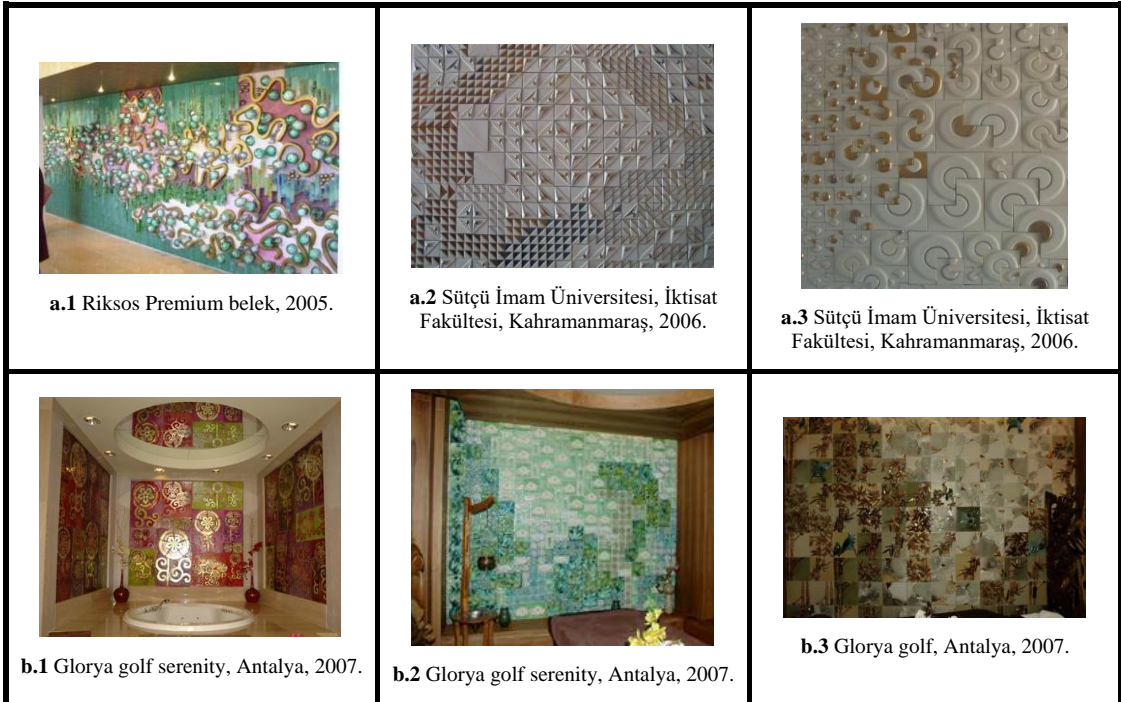 a.1 Riksos Premium belek, 2005.
a.2 Sütçü İmam Üniversitesi, İktisat
Fakültesi, Kahramanmaraş, 2006.
a.3 Sütçü İmam Üniversitesi, İktisat
Fakültesi, Kahramanmaraş, 2006.
b.1 Glorya golf serenity, Antalya, 2007.
b.2 Glorya golf serenity, Antalya, 2007.
b.3 Glorya golf, Antalya, 2007.